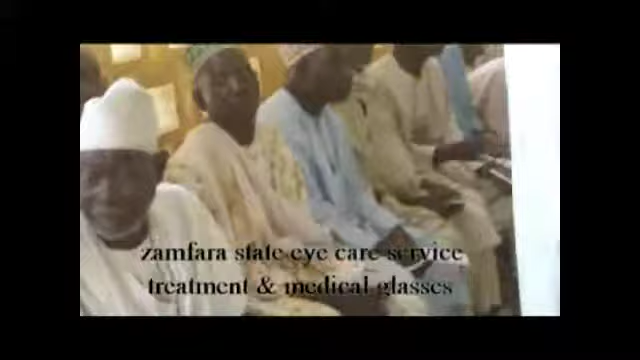 zamfara state eye care service
treatment & medical glasses